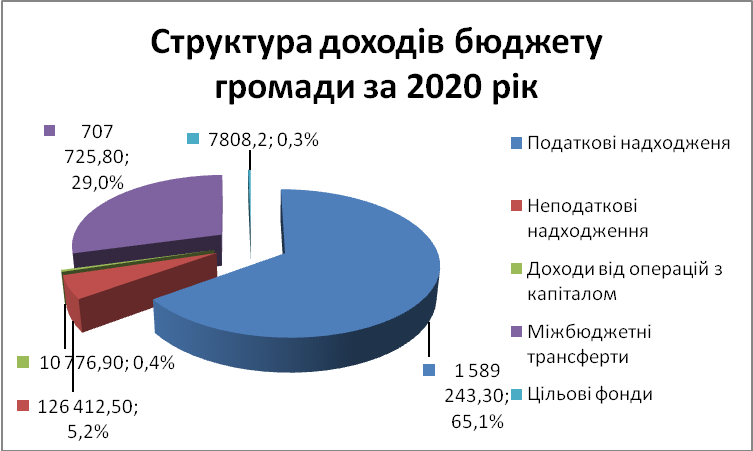 Структура доходів бюджету
громади за 2020 рік
707
725,80;
29,0%
7808,2; 0,3%
10 776,90; 0,4%
126 412,50;
5,2%
1 589
243,30;
65,1%
Податкові надходженя
Неподаткові
надходження
Доходи від операцій з
капіталом
Міжбюджетні
трансферти
Цільові фонди